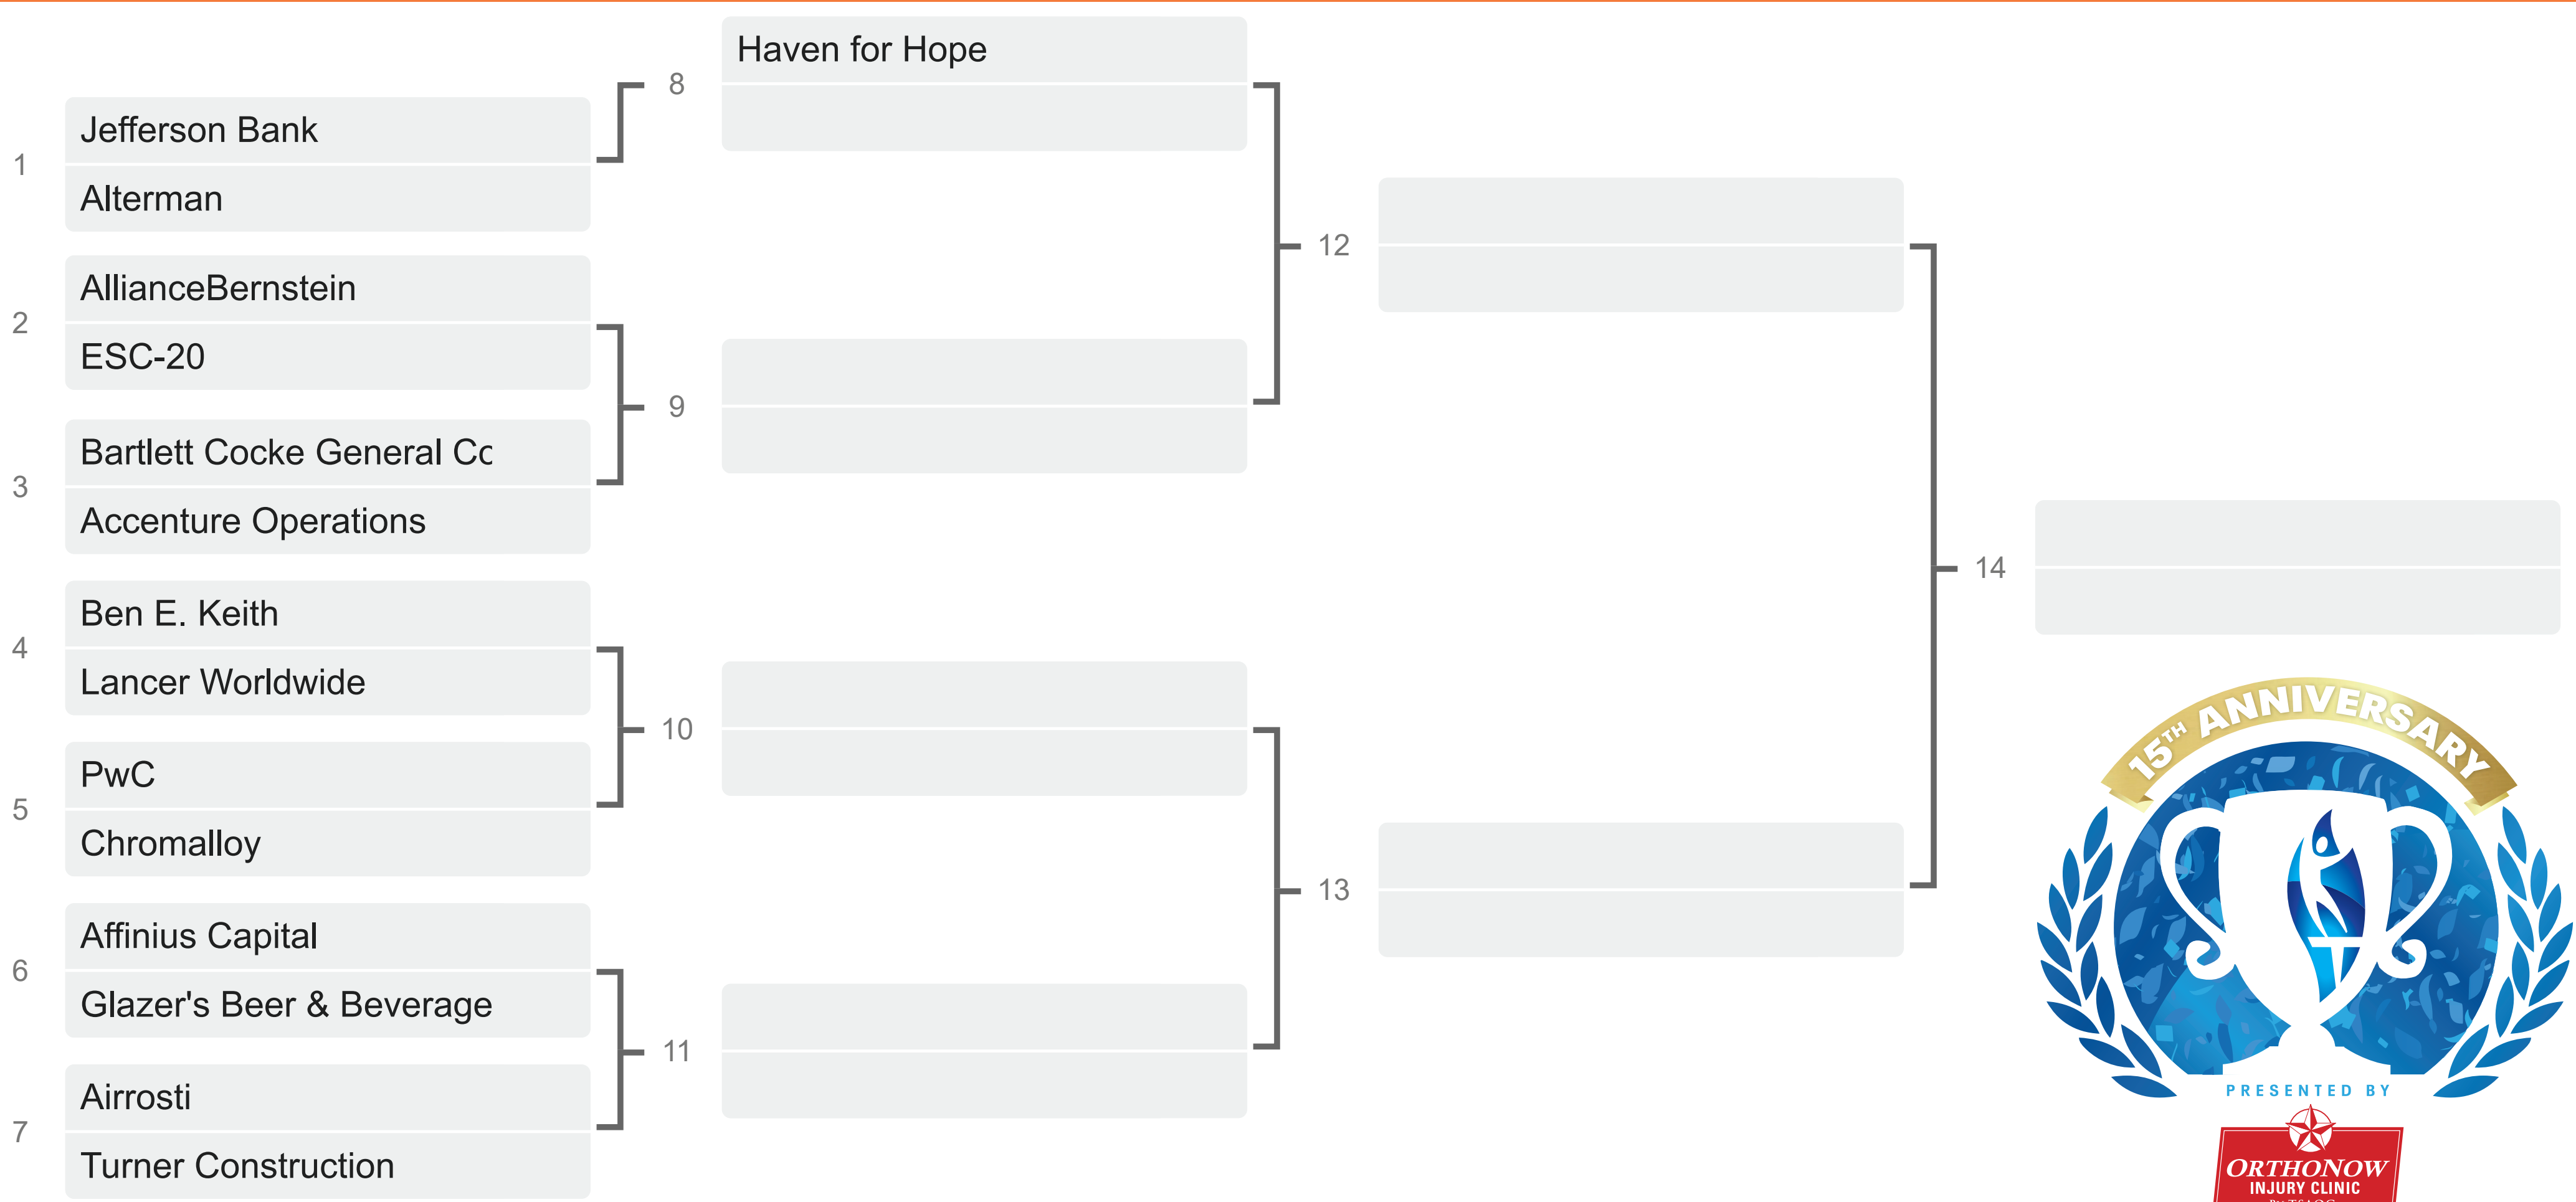 Haven for Hope
8
Jefferson Bank
1
Alterman
12
AllianceBernstein
2
ESC-20
9
Bartlett Cocke General Cc
3
Accenture Operations
14
Ben E. Keith
4
Lancer Worldwide
10
PwC
5
Chromalloy
13
Affinius Capital
6
Glazer's Beer & Beverage
11
Airrosti
7
Turner Construction
15TH ANNIVERSARY
PRESENTED BY
ORTHONOW
INJURY CLINIC